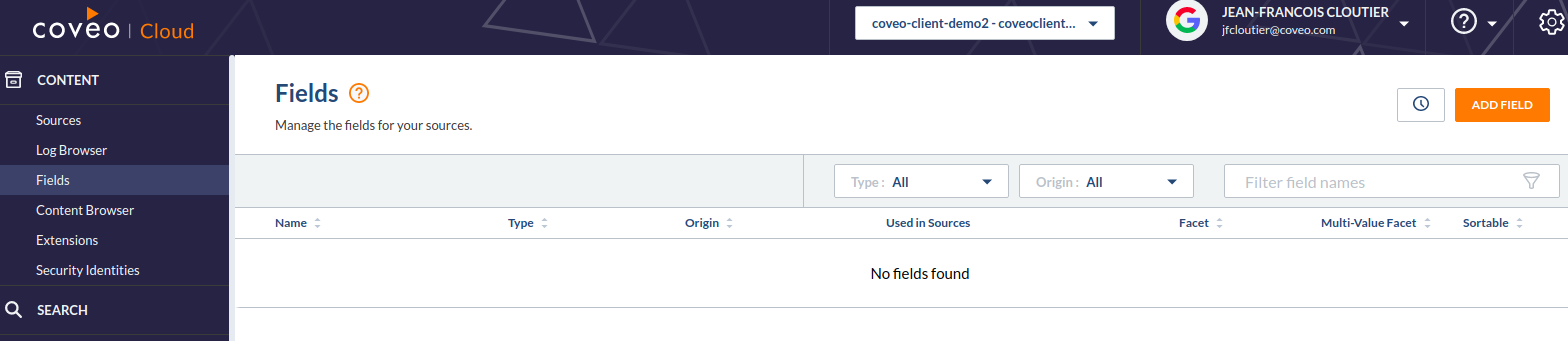 coveo | Cloud
coveo-client-demo2 - coveoclient...
JEAN-FRANCOIS CLOUTIER
jfcloutier@coveo.com
CONTENT
Sources
Log Browser
Fields
Content Browser
Extensions
Security Identities
SEARCH
Fields
Manage the fields for your sources.
ADD FIELD
Type : All
Origin : All
Filter field names
Name Type Origin Used in Sources Facet Multi-Value Facet Sortable
No fields found